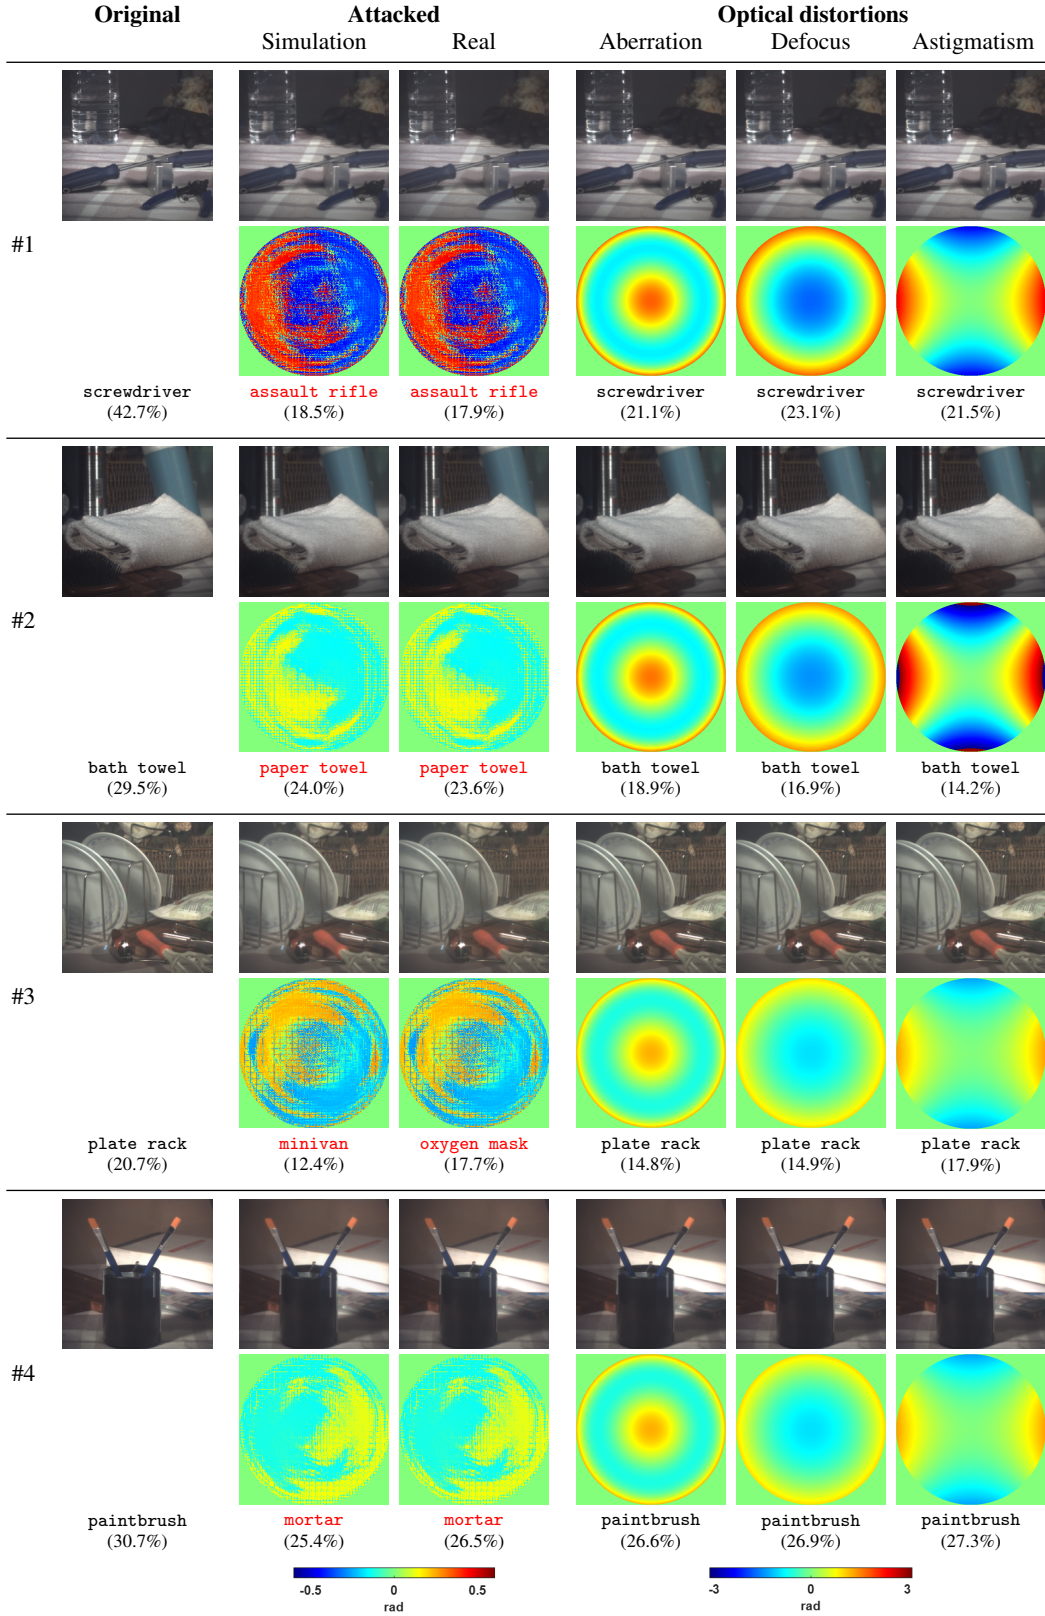 Original Attacked Optical distortions
Simulation Real Aberration Defocus Astigmatism
#1
screwdriver assault rifle assault rifle screwdriver screwdriver screwdriver
(42.7%) (18.5%) (17.9%) (21.1%) (23.1%) (21.5%)
#2
bath towel paper towel paper towel bath towel bath towel bath towel
(29.5%) (24.0%) (23.6%) (18.9%) (16.9%) (14.2%)
#3
plate rack minivan oxygen mask plate rack plate rack plate rack
(20.7%) (12.4%) (17.7%) (14.8%) (14.9%) (17.9%)
#4
paintbrush mortar mortar paintbrush paintbrush paintbrush
(30.7%) (25.4%) (26.5%) (26.6%) (26.9%) (27.3%)
-0.5 0 0.5 -3 0 3
rad rad